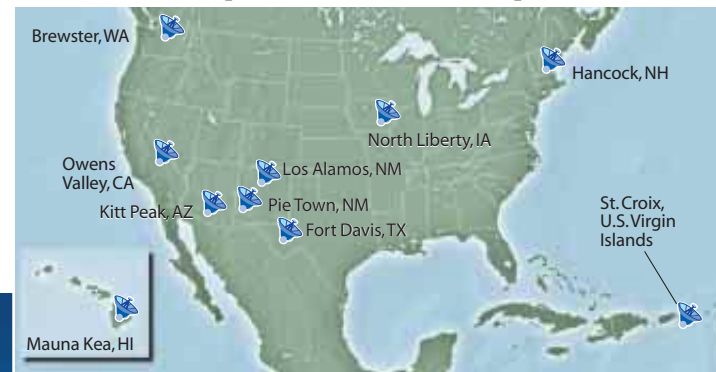 Brewster, WA
Hancock, NH
North Liberty, IA
Owens
Valley, CA
Los Alamos, NM
Kitt Peak, AZ
Pie Town, NM
Fort Davis, TX
St. Croix,
U.S. Virgin
Islands
Mauna Kea, HI